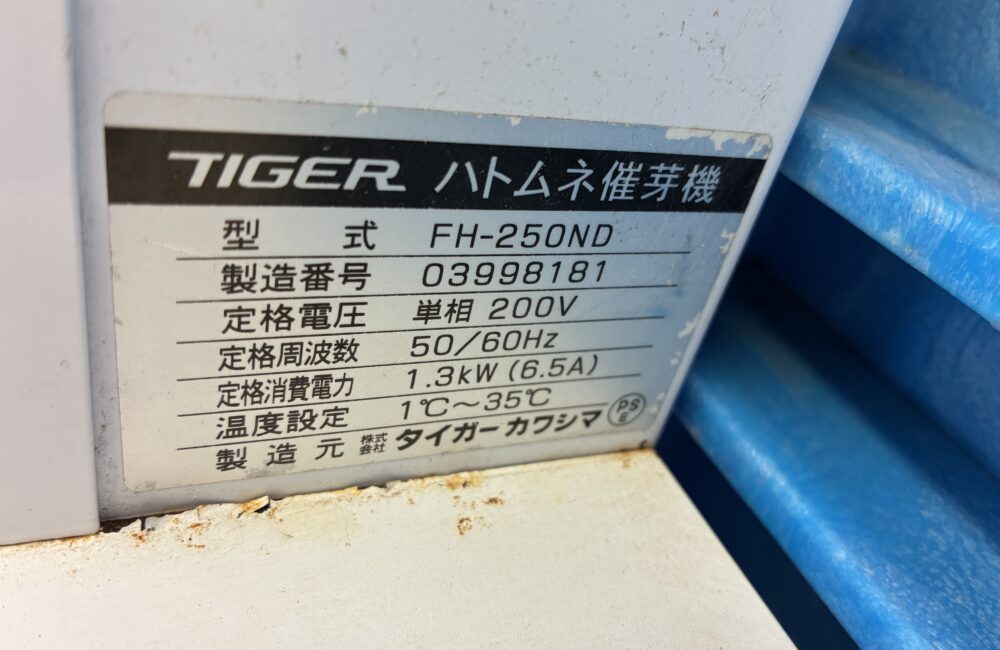 TIGER ハトムネ催芽機
型 式 FH-250ND
製造番号 03998181
定格電圧 単相 200V
定格周波数 50/60Hz
定格消費電力 1.3kW (6.5A)
温度設定 1℃～35℃
製造元 株式会社 タイガーカワシマ PSE